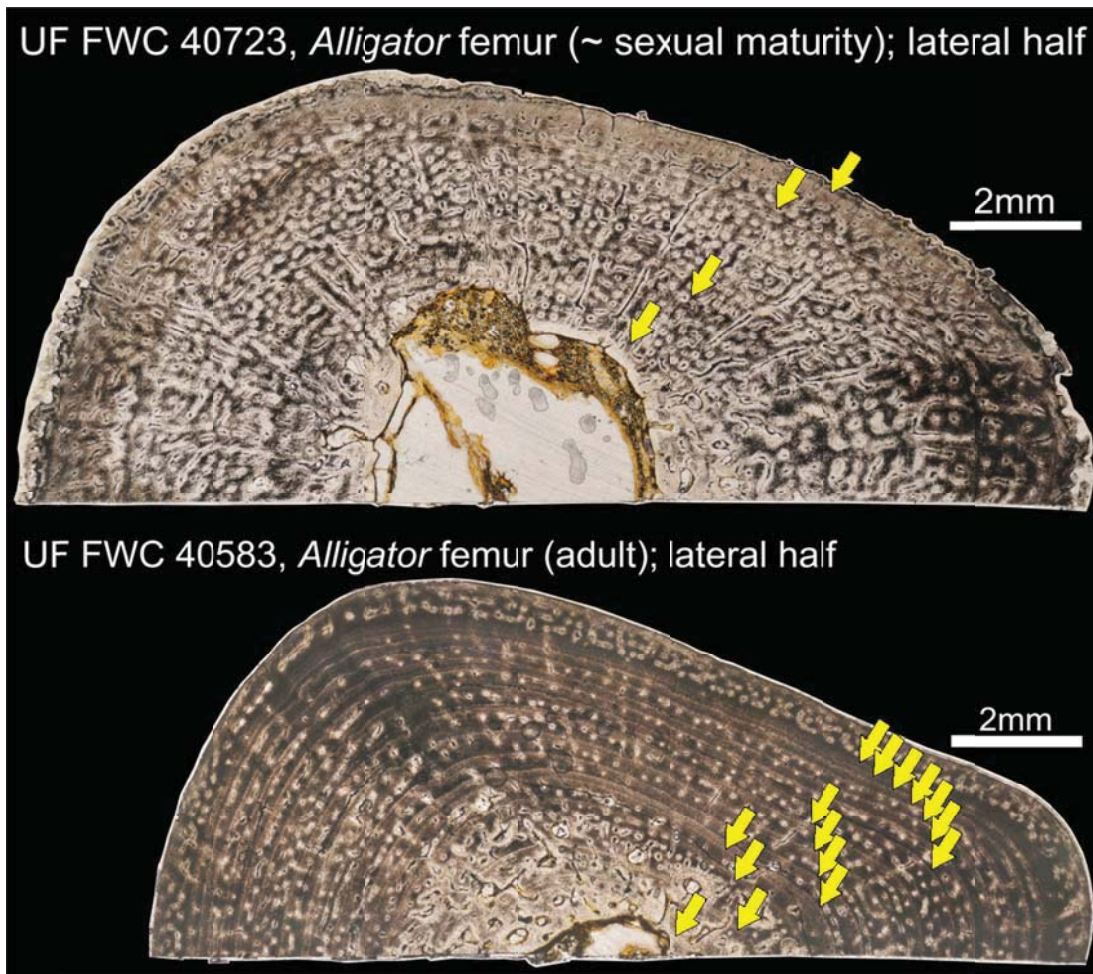 UF FWC 40723, Alligator femur (~ sexual maturity); lateral half
2mm
UF FWC 40583, Alligator femur (adult); lateral half
2mm